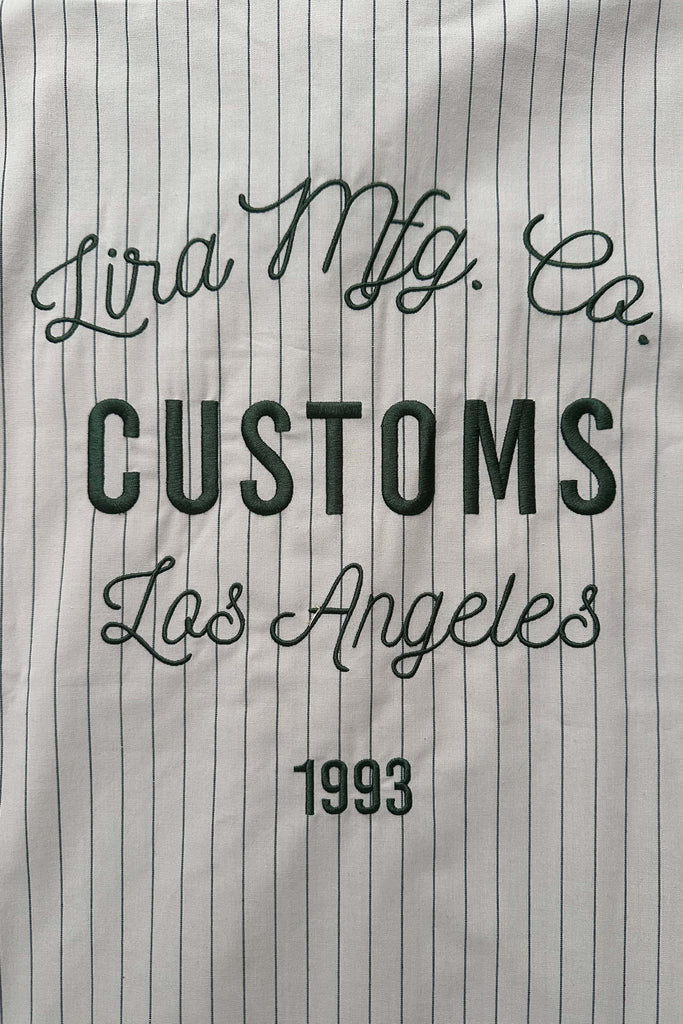 Lira Mfg. Co.
CUSTOMS
Los Angeles
1993